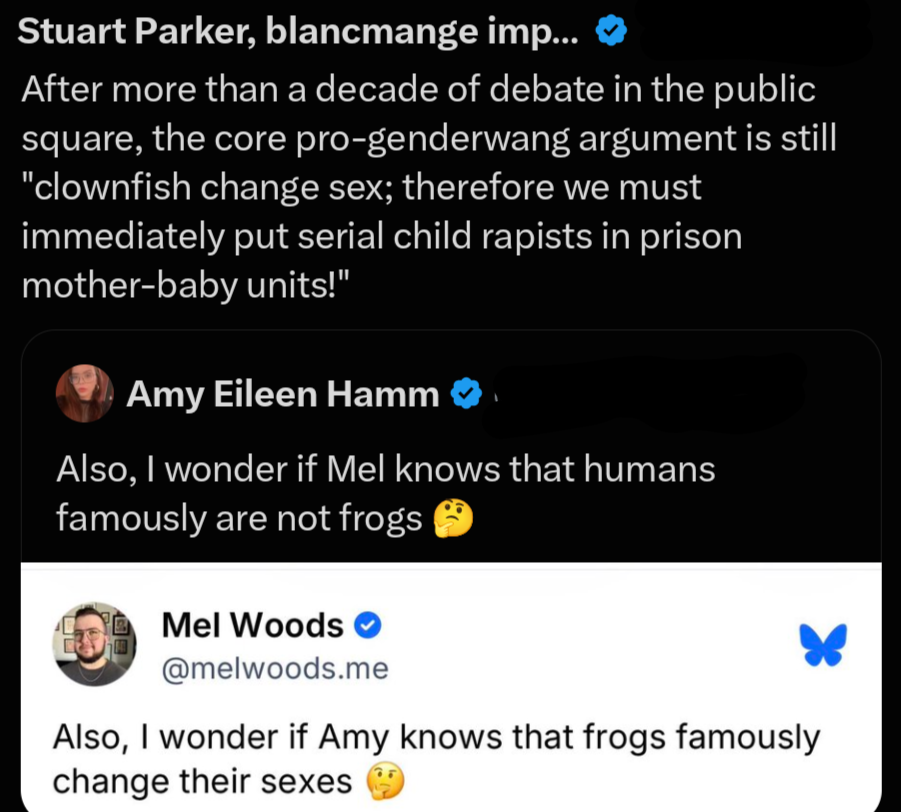 Stuart Parker, blancmange imp...
After more than a decade of debate in the public
square, the core pro-genderwang argument is still
"clownfish change sex; therefore we must
immediately put serial child rapists in prison
mother-baby units!"
Amy Eileen Hamm
Also, I wonder if Mel knows that humans
famously are not frogs 🤔
Mel Woods
@melwoods.me
Also, I wonder if Amy knows that frogs famously
change their sexes 🤔